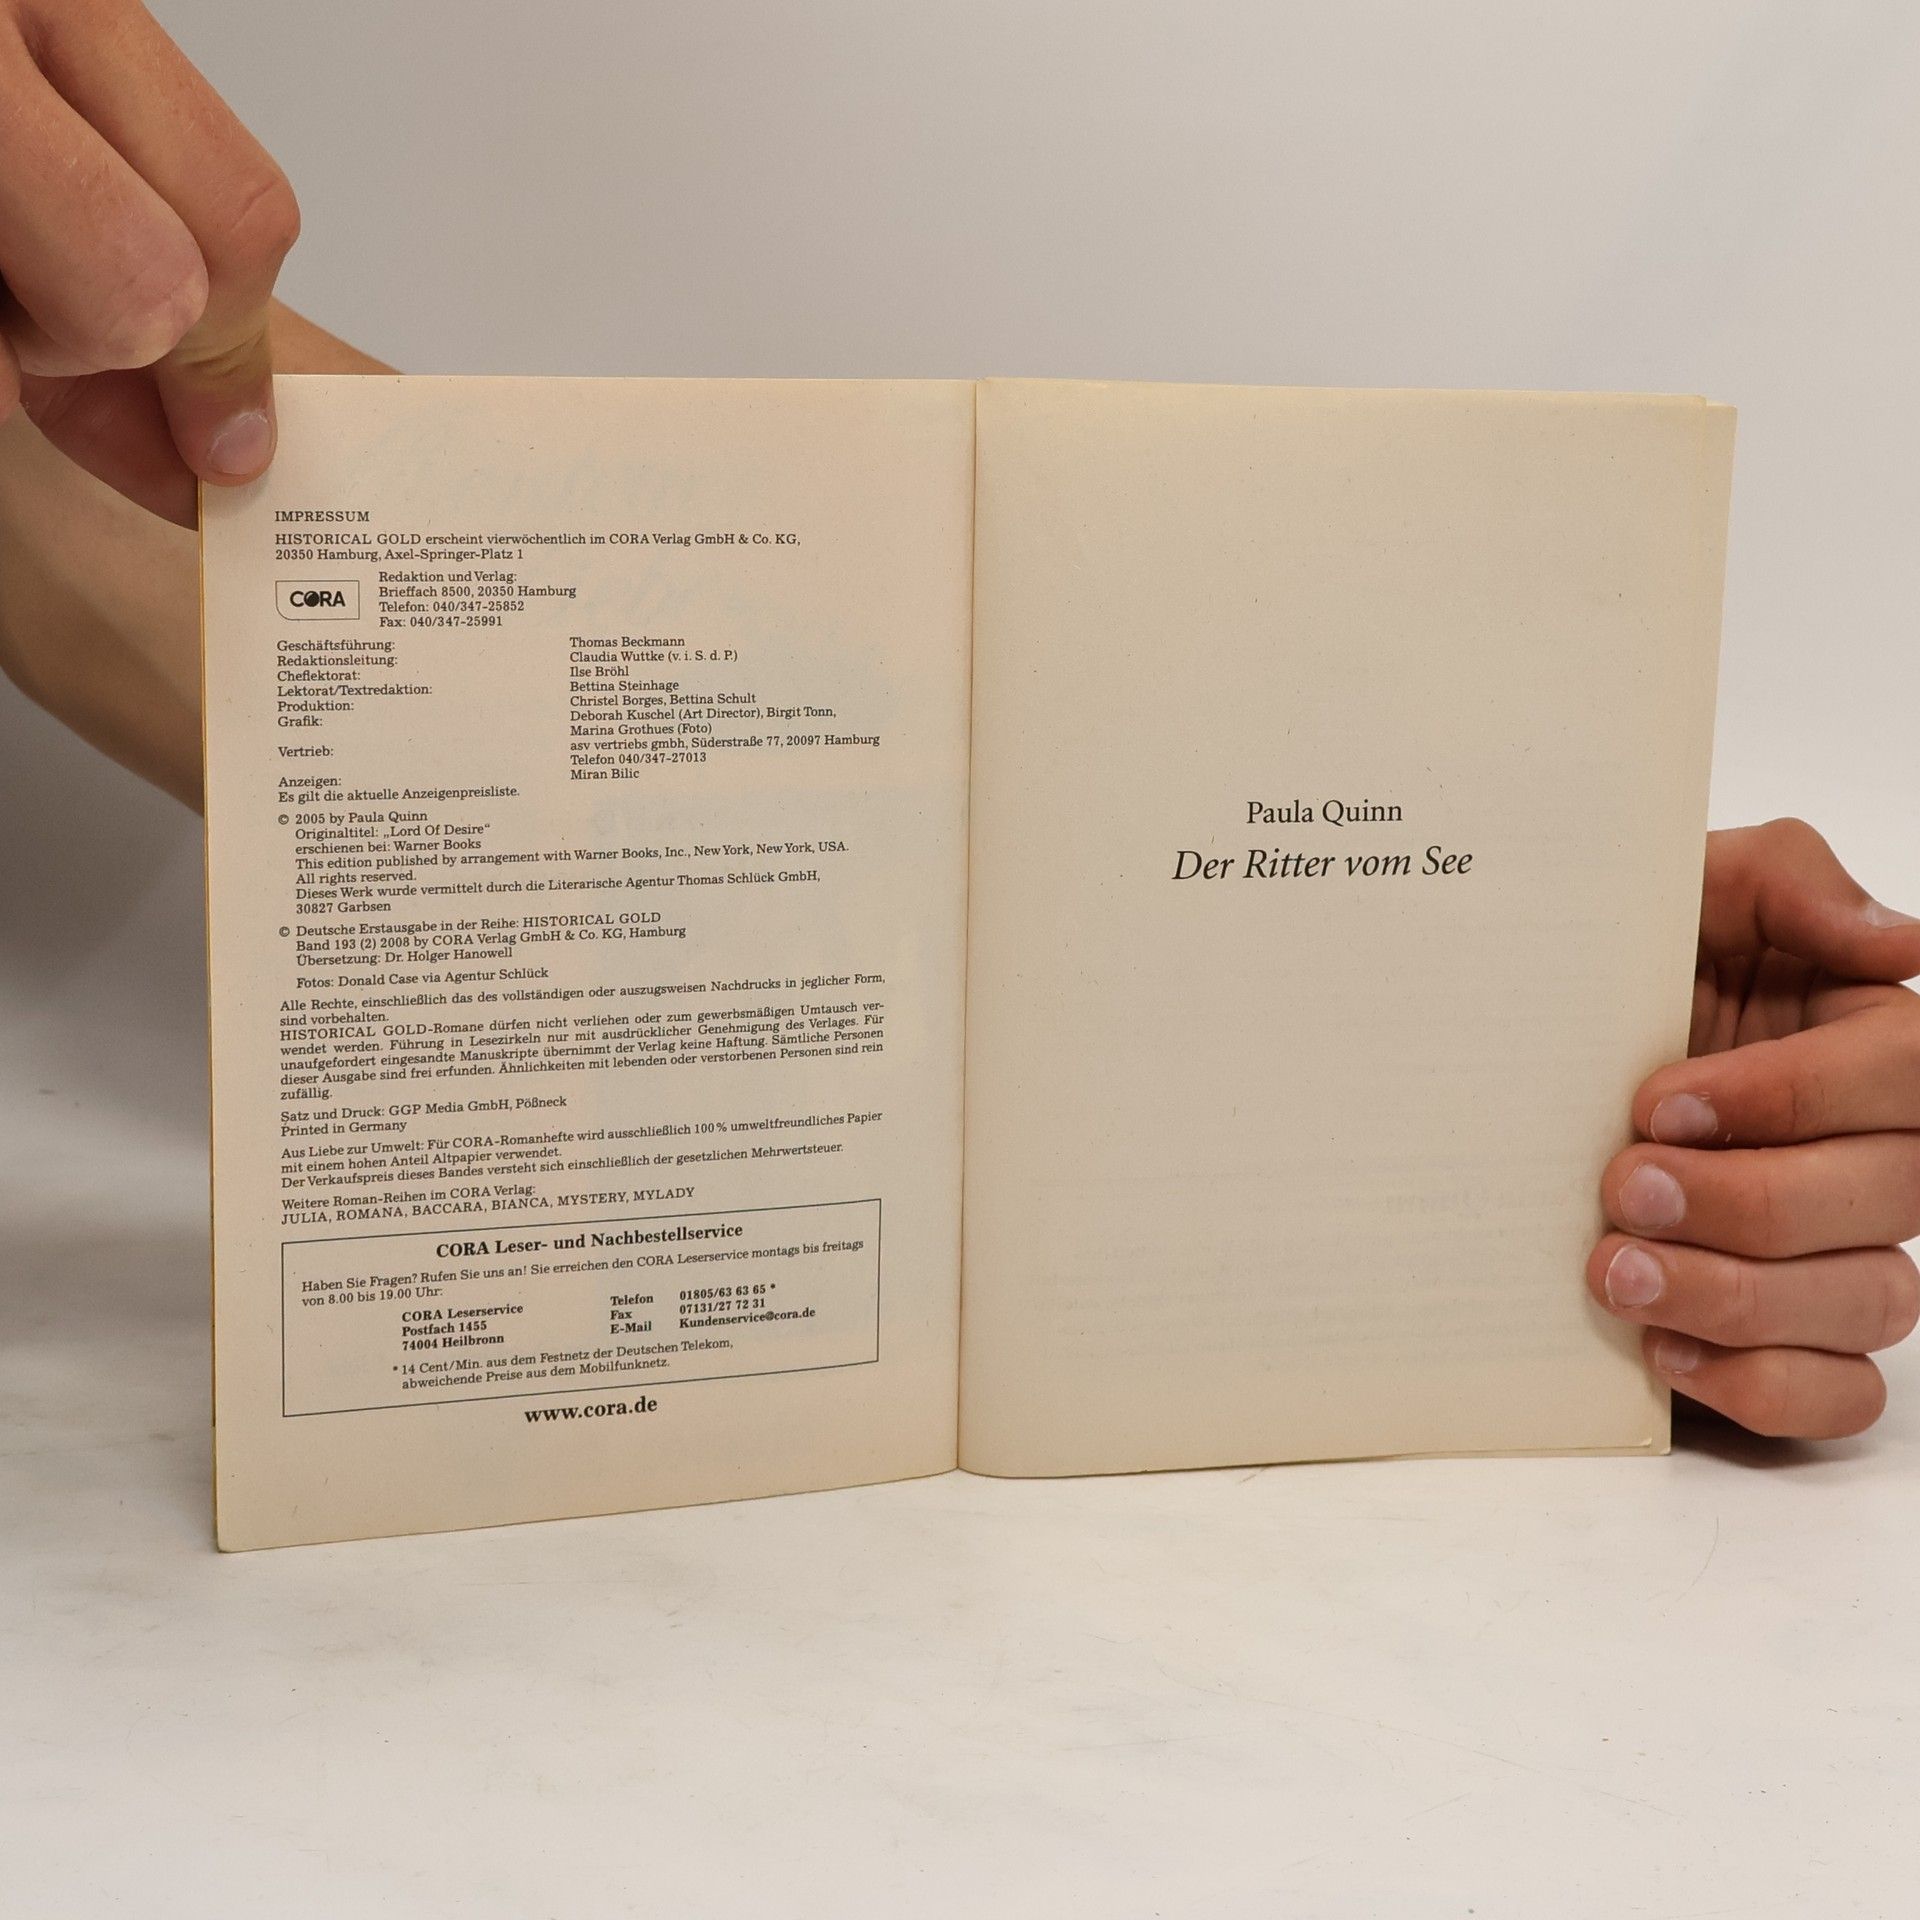 IMPRESSUM
HISTORICAL GOLD erscheint vierwöchentlich im CORA Verlag GmbH & Co. KG,
20350 Hamburg, Axel-Springer-Platz 1
CORA
Redaktion und Verlag:
Brieffach 8500, 20350 Hamburg
Telefon: 040/347-25852
Fax: 040/347-25991
Geschäftsführung: Thomas Beckmann
Redaktionsleitung: Claudia Wuttke (v. i. S. d. P.)
Cheflektorat: Ilse Bröhl
Lektorat/Textredaktion: Bettina Steinhage
Produktion: Christel Borges, Bettina Schult
Grafik: Deborah Kuschel (Art Director), Birgit Tonn,
Marina Grothues (Foto)
Vertrieb: asv vertriebs gmbh, Süderstraße 77, 20097 Hamburg
Telefon 040/347-27013
Anzeigen: Miran Bilic
Es gilt die aktuelle Anzeigenpreisliste.
© 2005 by Paula Quinn
Originaltitel: „Lord Of Desire“
erschienen bei: Warner Books
This edition published by arrangement with Warner Books, Inc., New York, New York, USA.
All rights reserved.
Dieses Werk wurde vermittelt durch die Literarische Agentur Thomas Schlück GmbH,
30827 Garbsen
© Deutsche Erstausgabe in der Reihe: HISTORICAL GOLD
Band 193 (2) 2008 by CORA Verlag GmbH & Co. KG, Hamburg
Übersetzung: Dr. Holger Hanowell
Fotos: Donald Case via Agentur Schlück
Alle Rechte, einschließlich das des vollständigen oder auszugsweisen Nachdrucks in jeglicher Form,
sind vorbehalten.
HISTORICAL GOLD-Romane dürfen nicht verliehen oder zum gewerbsmäßigen Umtausch ver-
wendet werden. Führung in Lesezirkeln nur mit ausdrücklicher Genehmigung des Verlages. Für
unaufgefordert eingesandte Manuskripte übernimmt der Verlag keine Haftung. Sämtliche Personen
dieser Ausgabe sind frei erfunden. Ähnlichkeiten mit lebenden oder verstorbenen Personen sind rein
zufällig.
Satz und Druck: GGP Media GmbH, Pößneck
Printed in Germany
Aus Liebe zur Umwelt: Für CORA-Romanhefte wird ausschließlich 100 % umweltfreundliches Papier
mit einem hohen Anteil Altpapier verwendet.
Der Verkaufspreis dieses Bandes versteht sich einschließlich der gesetzlichen Mehrwertsteuer.
Weitere Roman-Reihen im CORA Verlag:
JULIA, ROMANA, BACCARA, BIANCA, MYSTERY, MYLADY
CORA Leser- und Nachbestellservice
Haben Sie Fragen? Rufen Sie uns an! Sie erreichen den CORA Leserservice montags bis freitags
von 8.00 bis 19.00 Uhr:
CORA Leserservice Telefon 01805/63 63 65 *
Postfach 1455 Fax 07131/27 72 31
74004 Heilbronn E-Mail Kundenservice@cora.de
* 14 Cent/Min. aus dem Festnetz der Deutschen Telekom,
abweichende Preise aus dem Mobilfunknetz.
www.cora.de
Paula Quinn
Der Ritter vom See